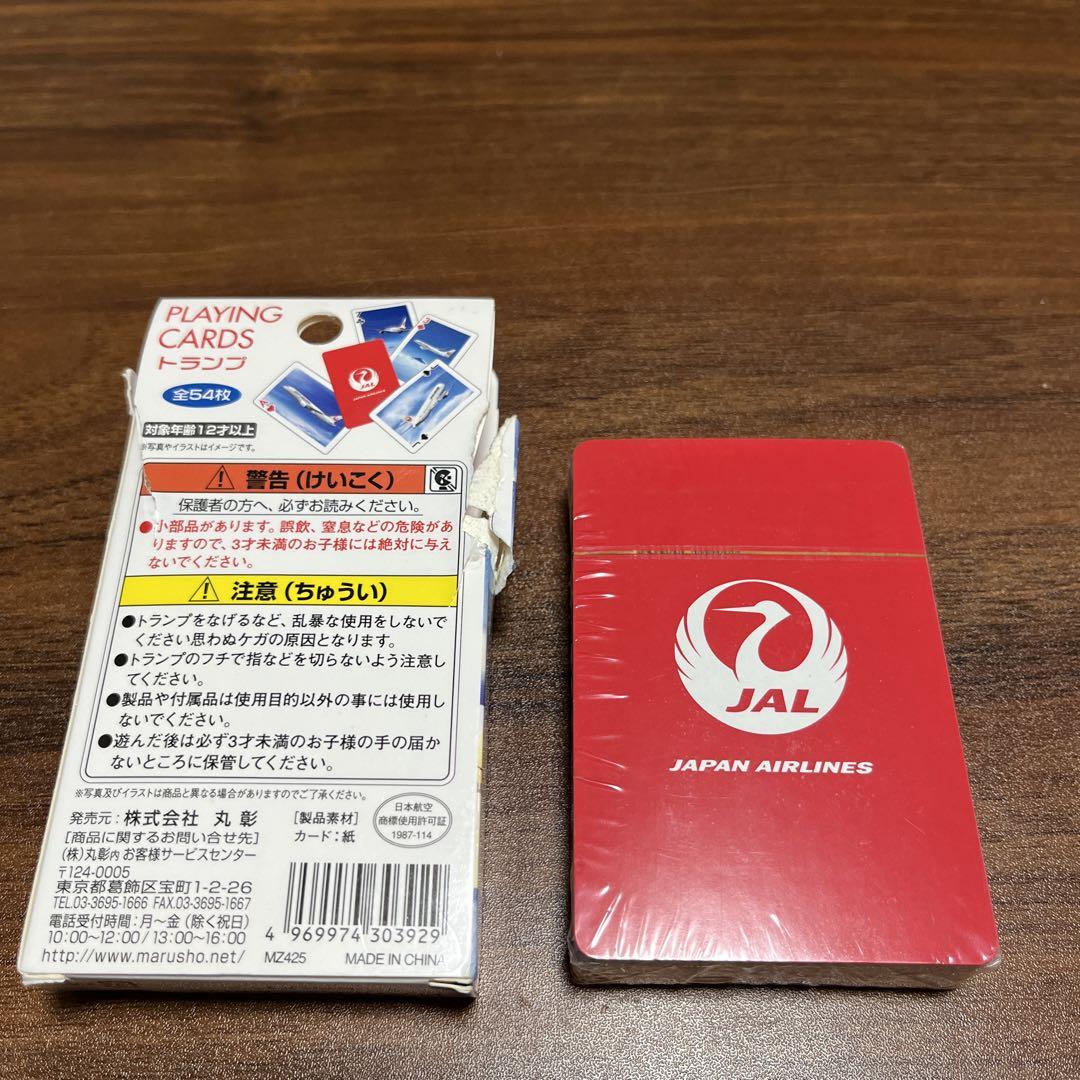 PLAYING
CARDS
トランプ
全54枚
対象年齢12才以上
※写真やイラストはイメージです。
JAL
JAPAN AIRLINES
警告(けいこく)
保護者の方へ、必ずお読みください。
●小部品があります。誤飲、窒息などの危険があ
りますので、3才未満のお子様には絶対に与え
ないでください。
注意(ちゅうい)
●トランプをなげるなど、乱暴な使用をしないで
ください思わぬケガの原因となります。
●トランプのフチで指などを切らないよう注意し
てください。
●製品や付属品は使用目的以外の事には使用し
ないでください。
●遊んだ後は必ず3才未満のお子様の手の届か
ないところに保管してください。
※写真及びイラストは商品と異なる場合がありますのでご了承ください。
発売元:株式会社 丸彰
[商品に関するお問い合せ先]
(株)丸彰内 お客様サービスセンター
〒124-0005
東京都葛飾区宝町1-2-26
TEL.03-3695-1666 FAX.03-3695-1667
電話受付時間:月〜金(除く祝日)
10:00〜12:00/13:00〜16:00
http://www.marusho.net/
[製品素材]
カード:紙
日本航空
商標使用許可証
1987-114
4 969974 303929
MZ425 MADE IN CHINA
JAL
JAPAN AIRLINES